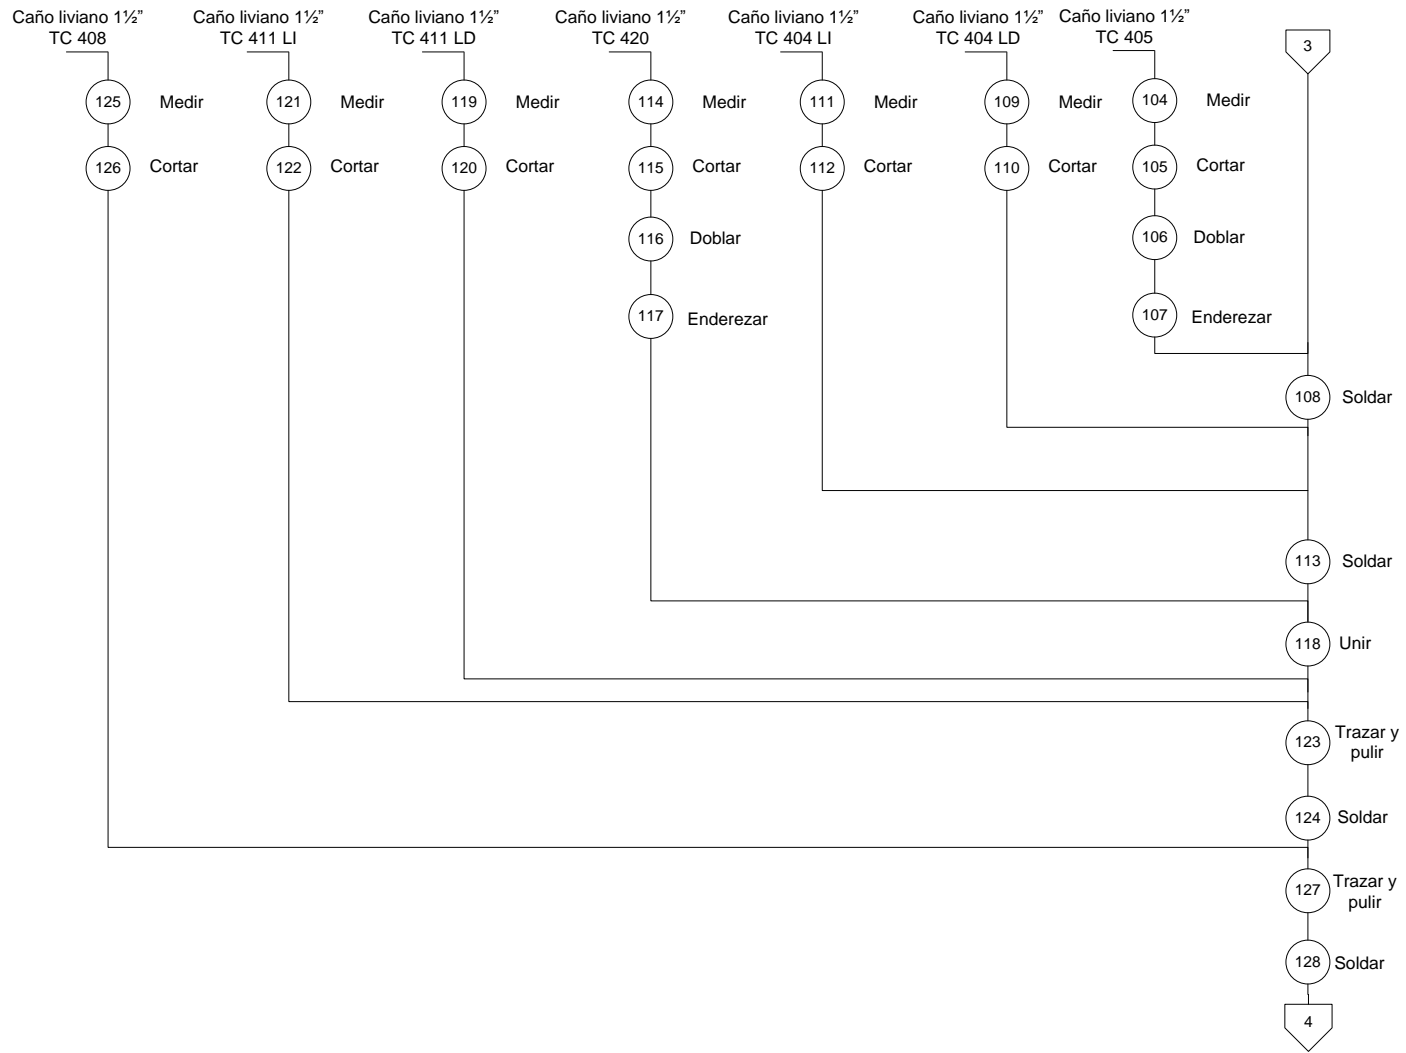 Caño liviano 1½”
TC 408
Caño liviano 1½”
TC 411 LI
Caño liviano 1½”
TC 411 LD
Caño liviano 1½”
TC 420
Caño liviano 1½”
TC 404 LI
Caño liviano 1½”
TC 404 LD
Caño liviano 1½”
TC 405
3
125 Medir
121 Medir
119 Medir
114 Medir
111 Medir
109 Medir
104 Medir
126 Cortar
122 Cortar
120 Cortar
115 Cortar
112 Cortar
110 Cortar
105 Cortar
116 Doblar
106 Doblar
117 Enderezar
107 Enderezar
108 Soldar
113 Soldar
118 Unir
123 Trazar y
pulir
124 Soldar
127 Trazar y
pulir
128 Soldar
4